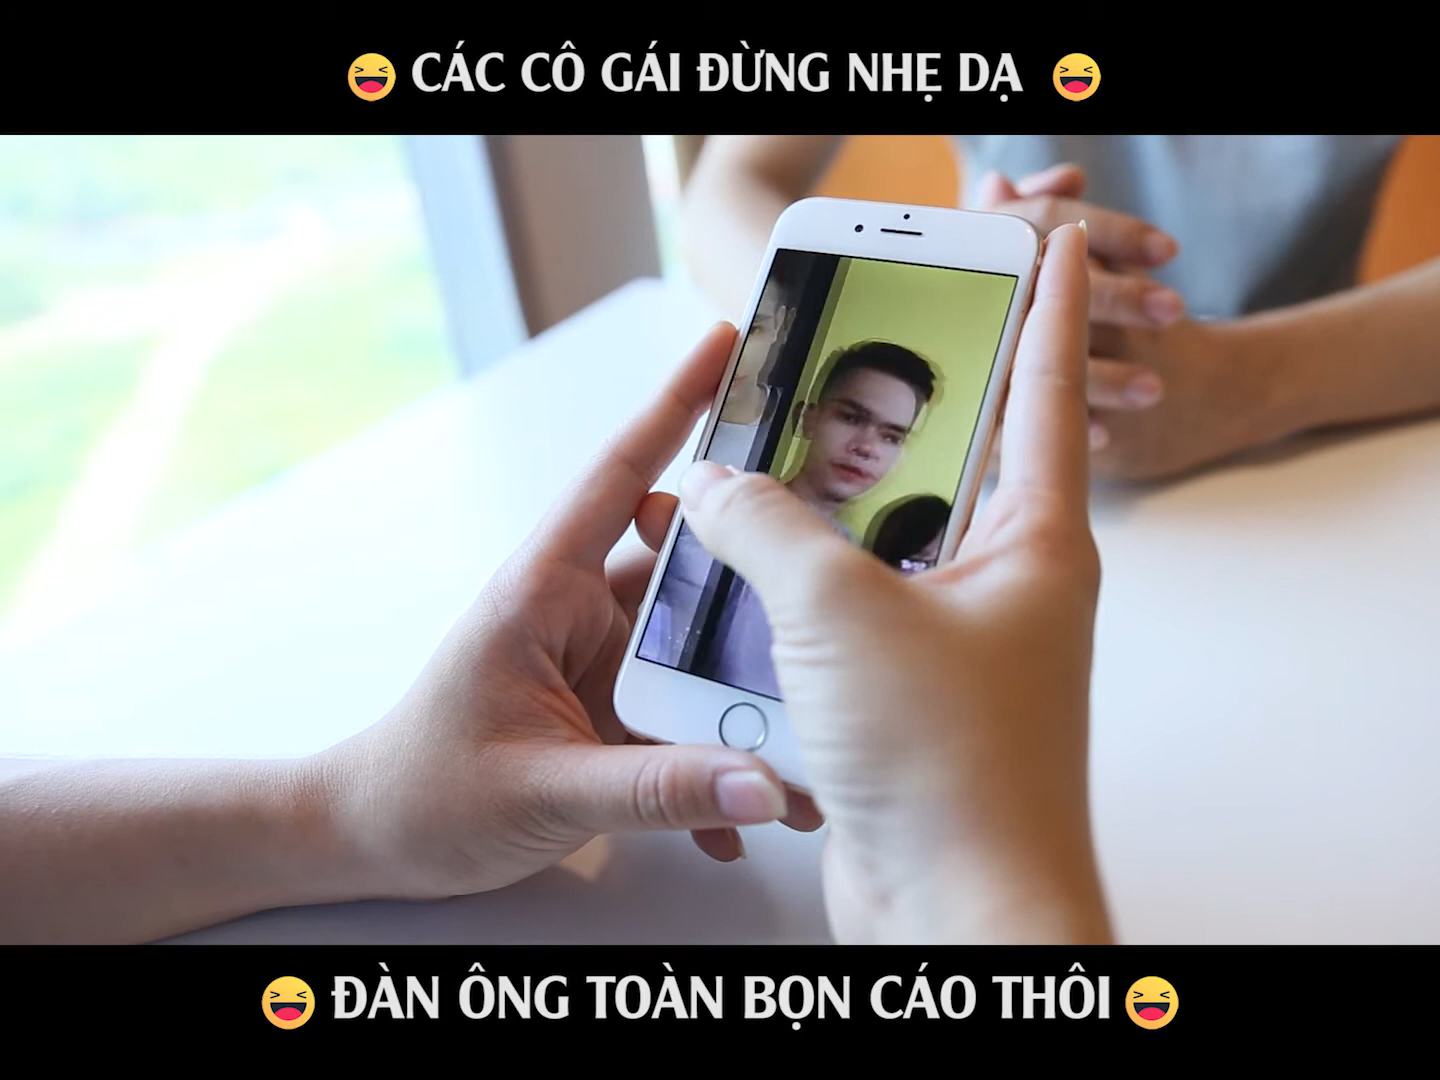 CÁC CÔ GÁI ĐỪNG NHẸ DẠ
ĐÀN ÔNG TOÀN BỌN CÁO THÔI